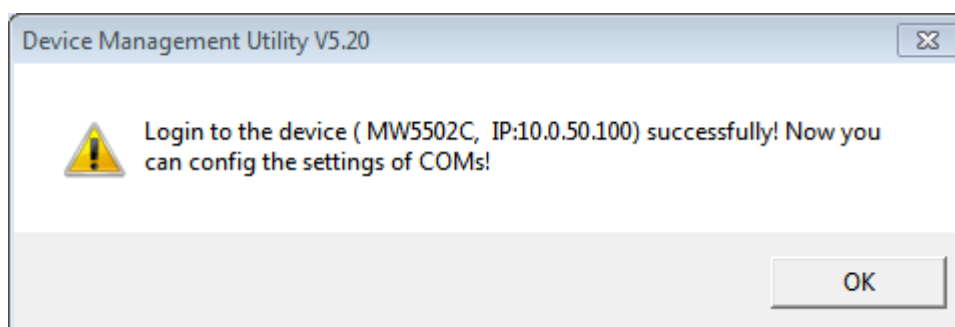 Device Management Utility V5.20
Login to the device ( MW5502C,  IP:10.0.50.100) successfully! Now you
can config the settings of COMs!
OK